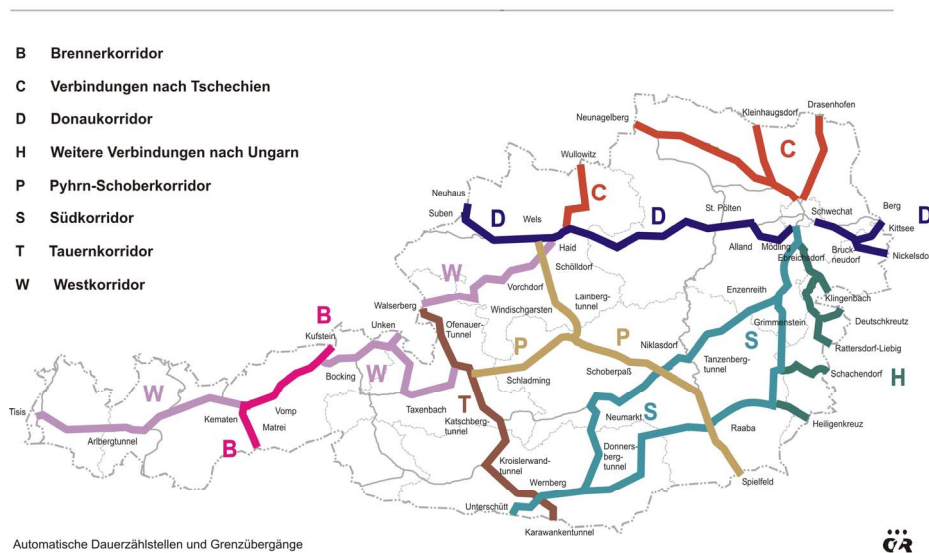 B Brennerkorridor
C Verbindungen nach Tschechien
D Donaukorridor
H Weitere Verbindungen nach Ungarn
P Pyhrn-Schoberkorridor
S Südkorridor
T Tauernkorridor
W Westkorridor
Neunagelberg
Kleinhaugsdorf
Drasenhofen
C
Wullowitz
C
Neuhaus
Suben
D
Wels
D
St. Pölten
Schwechat
Berg
D
Kittsee
Haid
Alland
Mödling
Ebreichsdorf
Bruck-
neudorf
Nickelsdo
Schölldorf
W
Vorchdorf
Enzenreith
Klingenbach
Walserberg
Windischgarsten
Lainberg-
tunnel
Grimmenstein
Deutschkreutz
B
Unken
Ofenauer-
Tunnel
Kufstein
P
P
Niklasdorf
S
Rattersdorf-Liebig
Bocking
W
Schladming
Schoberpaß
Tanzenberg-
tunnel
Schachendorf
H
W
Taxenbach
T
Tisis
Vomp
Kematen
Matrei
Arlbergtunnel
B
Katschberg-
tunnel
Neumarkt
S
Raaba
Heiligenkreuz
Donners-
bergtunnel
Kroislerwand-
tunnel
Wernberg
Spielfeld
Unterschütt
Karawankentunnel
Automatische Dauerzählstellen und Grenzübergänge